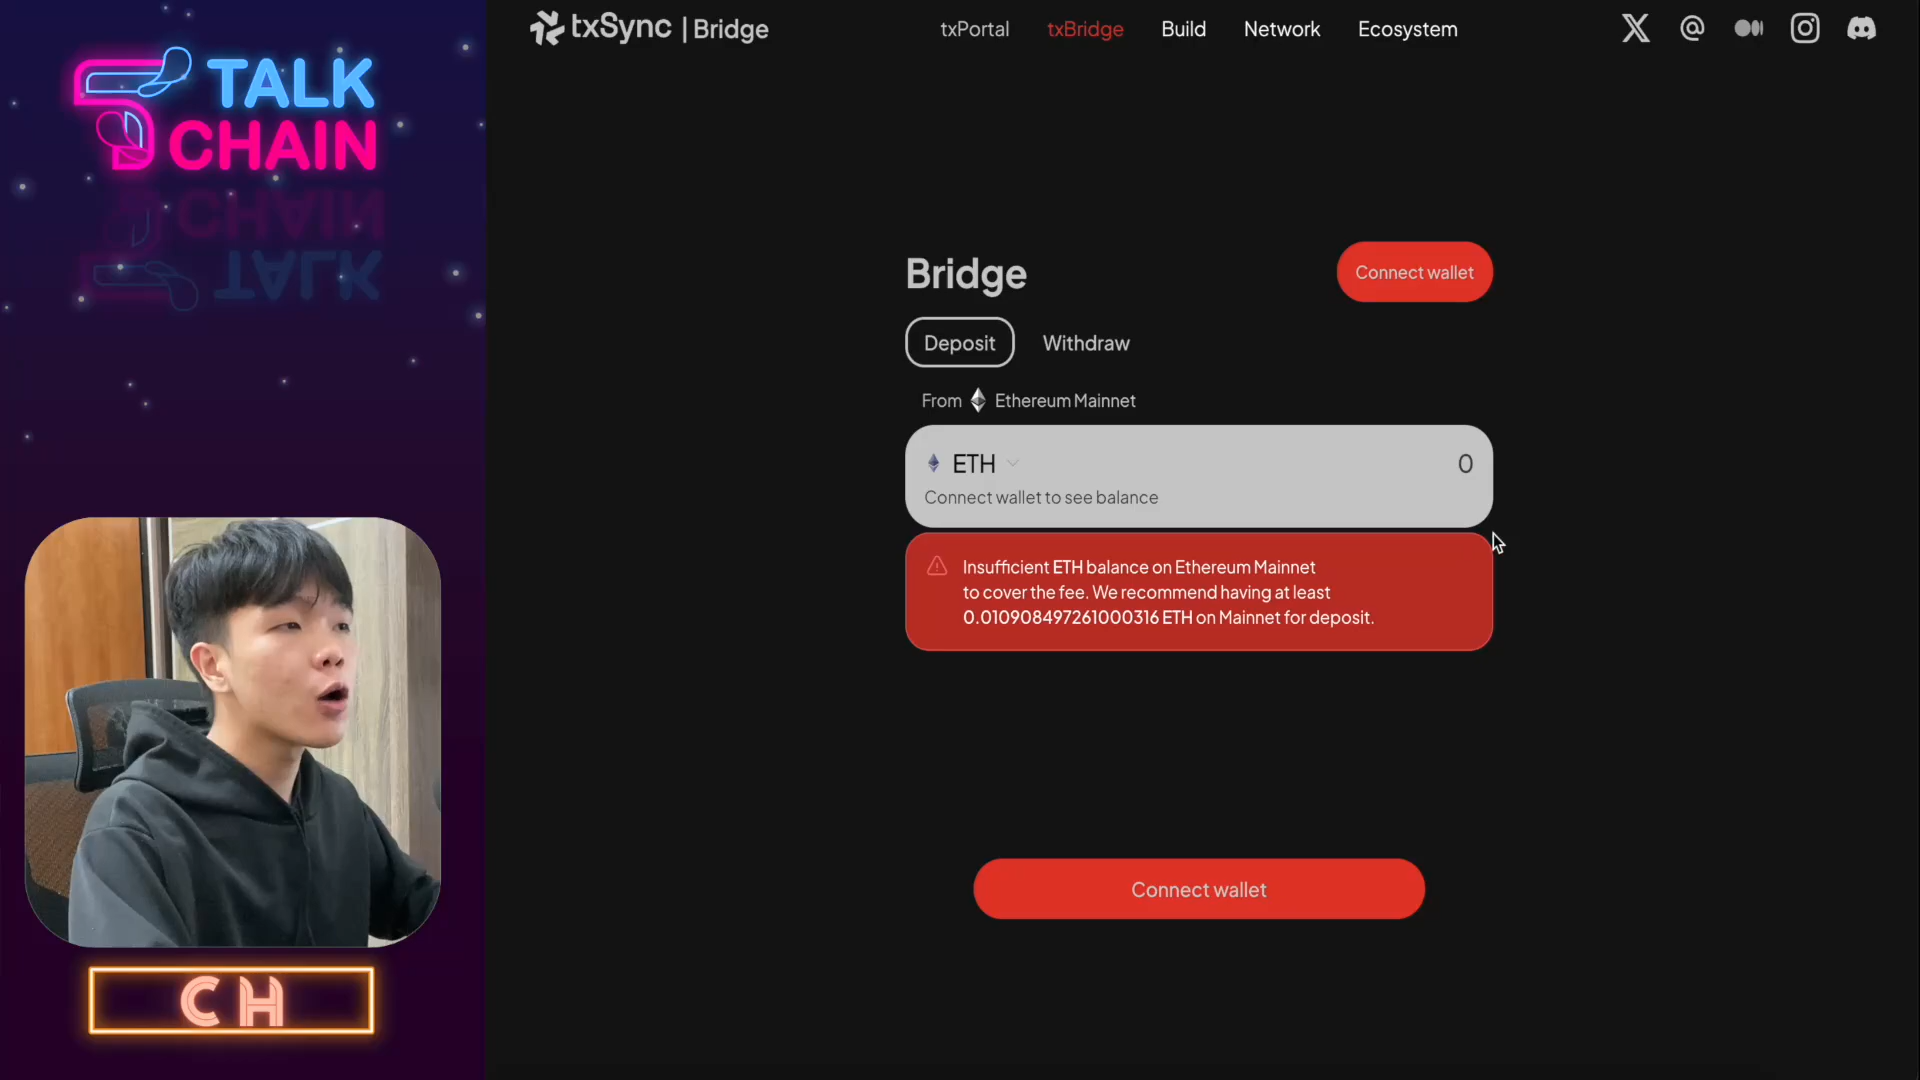 TALK
CHAIN
txSync | Bridge
txPortal
txBridge
Build
Network
Ecosystem
Bridge
Connect wallet
Deposit
Withdraw
From Ethereum Mainnet
ETH
0
Connect wallet to see balance
Insufficient ETH balance on Ethereum Mainnet
to cover the fee. We recommend having at least
0.010908497261000316 ETH on Mainnet for deposit.
Connect wallet
CH